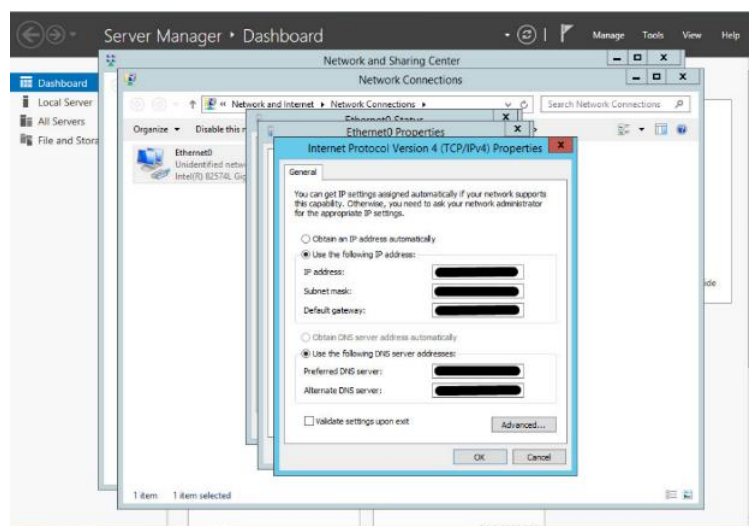 Server Manager • Dashboard
Manage Tools View Help
Network and Sharing Center
Network Connections
Dashboard
Local Server
All Servers
File and Stora
Network and Internet Network Connections
Search Network Connections
Organize Disable this
Ethernet0 Status
Ethernet0 Properties
Ethernet0
Unidentified netw
Intel(R) 82574L Gig
Internet Protocol Version 4 (TCP/IPv4) Properties
General
You can get IP settings assigned automatically if your network supports
this capability. Otherwise, you need to ask your network administrator
for the appropriate IP settings.
Obtain an IP address automatically
Use the following IP address:
IP address:
Subnet mask:
Default gateway:
Obtain DNS server address automatically
Use the following DNS server addresses:
Preferred DNS server:
Alternate DNS server:
Validate settings upon exit
Advanced...
OK Cancel
ide
1 item 1 item selected